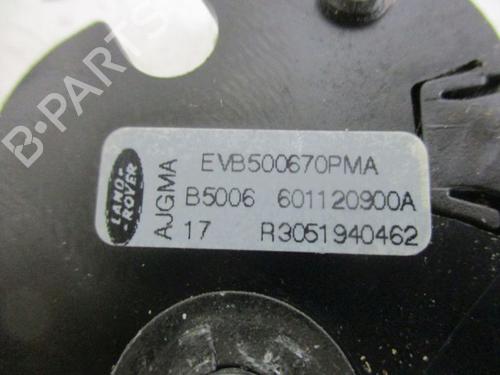 LAND-
ROVER
AJGMA
EVB500670PMA
B5006 601120900A
17 R3051940462
B-PARTS